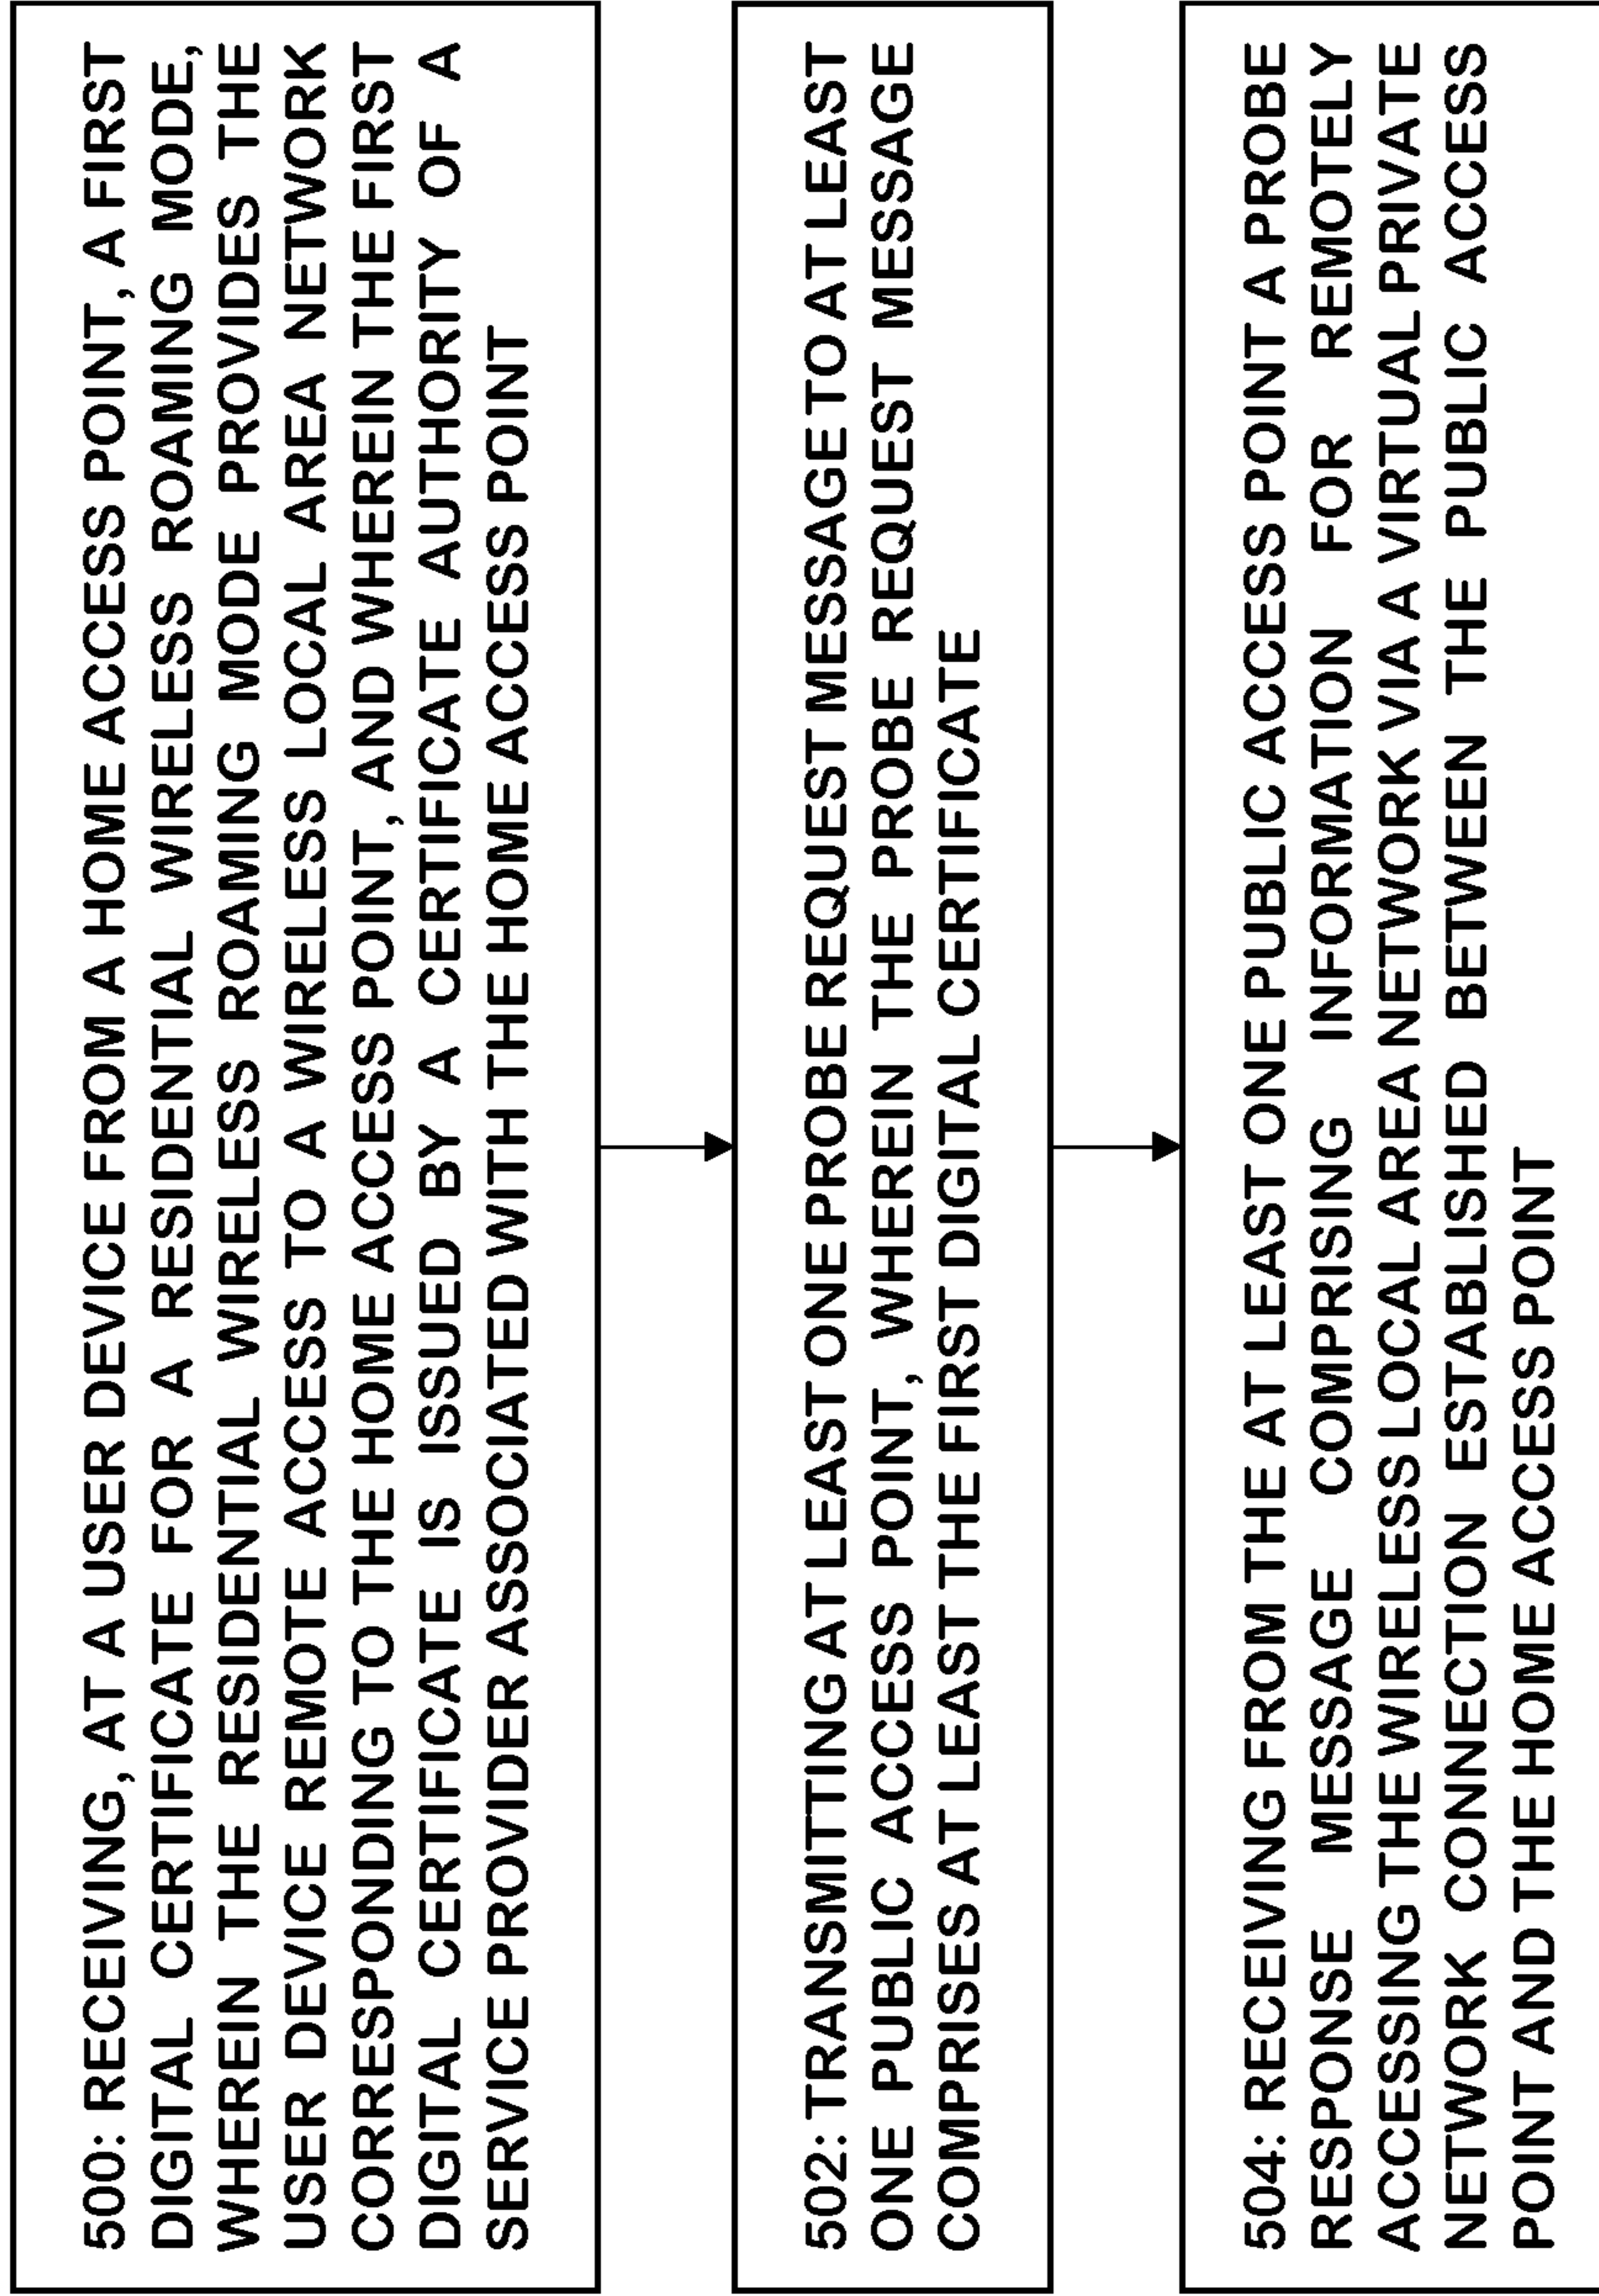 500: RECEIVING, AT A USER DEVICE FROM A HOME ACCESS POINT, A FIRST
DIGITAL CERTIFICATE FOR A RESIDENTIAL WIRELESS ROAMING MODE,
WHEREIN THE RESIDENTIAL WIRELESS ROAMING MODE PROVIDES THE
USER DEVICE REMOTE ACCESS TO A WIRELESS LOCAL AREA NETWORK
CORRESPONDING TO THE HOME ACCESS POINT, AND WHEREIN THE FIRST
DIGITAL CERTIFICATE IS ISSUED BY A CERTIFICATE AUTHORITY OF A
SERVICE PROVIDER ASSOCIATED WITH THE HOME ACCESS POINT
502: TRANSMITTING AT LEAST ONE PROBE REQUEST MESSAGE TO AT LEAST
ONE PUBLIC ACCESS POINT, WHEREIN THE PROBE REQUEST MESSAGE
COMPRISES AT LEAST THE FIRST DIGITAL CERTIFICATE
504: RECEIVING FROM THE AT LEAST ONE PUBLIC ACCESS POINT A PROBE
RESPONSE MESSAGE COMPRISING INFORMATION FOR REMOTELY
ACCESSING THE WIRELESS LOCAL AREA NETWORK VIA A VIRTUAL PRIVATE
NETWORK CONNECTION ESTABLISHED BETWEEN THE PUBLIC ACCESS
POINT AND THE HOME ACCESS POINT